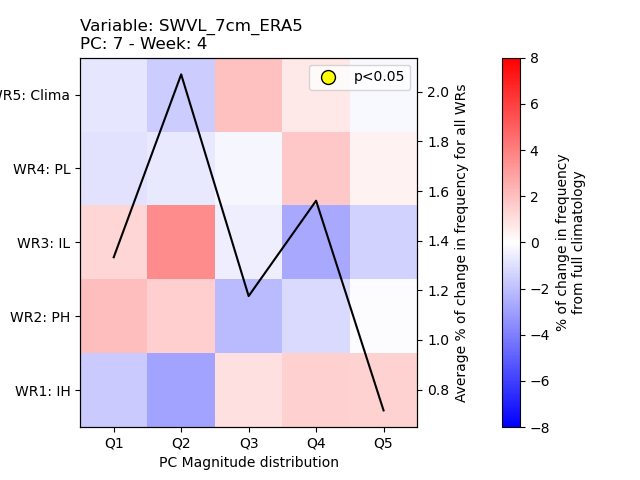 Variable: SWVL_7cm_ERA5
PC: 7 - Week: 4
p<0.05
WR5: Clima
WR4: PL
WR3: IL
WR2: PH
WR1: IH
Q1 Q2 Q3 Q4 Q5
PC Magnitude distribution
2.0
1.8
1.6
1.4
1.2
1.0
0.8
Average % of change in frequency for all WRs
8
6
4
2
0
−2
−4
−6
−8
% of change in frequency
from full climatology